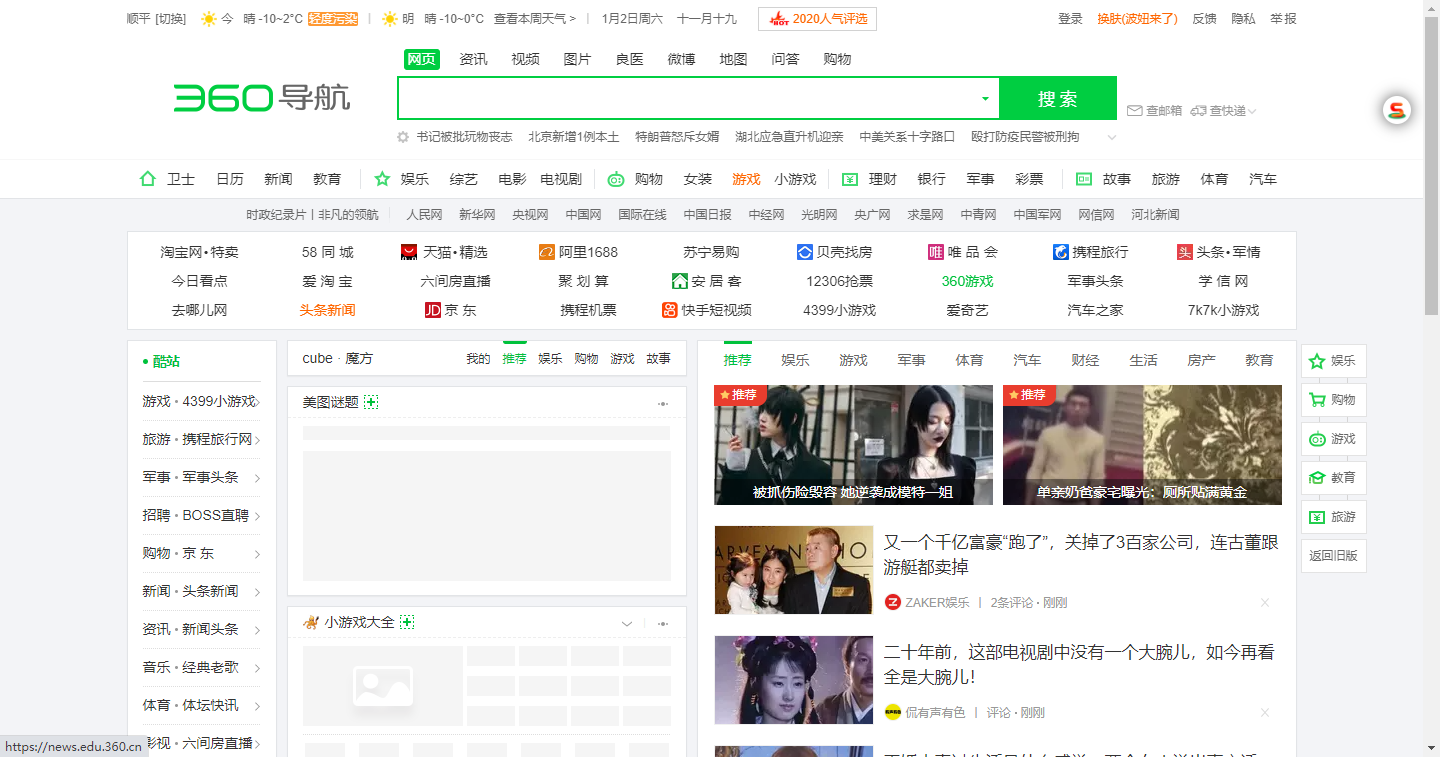 顺平 [切换] 今 晴 -10~2°C 轻度污染 明 晴 -10~0°C 查看本周天气 > 1月2日周六 十一月十九 HOT 2020人气评选 登录 换肤(波妞来了) 反馈 隐私 举报
网页 资讯 视频 图片 良医 微博 地图 问答 购物
360导航 搜索
查邮箱 查快递
书记被批玩物丧志 北京新增1例本土 特朗普怒斥女婿 湖北应急直升机迎亲 中美关系十字路口 殴打防疫民警被刑拘
卫士 日历 新闻 教育 娱乐 综艺 电影 电视剧 购物 女装 游戏 小游戏 理财 银行 军事 彩票 故事 旅游 体育 汽车
时政纪录片丨非凡的领航 人民网 新华网 央视网 中国网 国际在线 中国日报 中经网 光明网 央广网 求是网 中青网 中国军网 网信网 河北新闻
淘宝网•特卖 58 同 城 天猫•精选 阿里1688 苏宁易购 贝壳找房 唯 唯 品 会 携程旅行 头 头条•军情
今日看点 爱 淘 宝 六间房直播 聚 划 算 安 居 客 12306抢票 360游戏 军事头条 学 信 网
去哪儿网 头条新闻 JD 京 东 携程机票 快手短视频 4399小游戏 爱奇艺 汽车之家 7k7k小游戏
• 酷站
游戏 • 4399小游戏
旅游 • 携程旅行网
军事 • 军事头条
招聘 • BOSS直聘
购物 • 京 东
新闻 • 头条新闻
资讯 • 新闻头条
音乐 • 经典老歌
体育 • 体坛快讯
影视 • 六间房直播
https://news.edu.360.cn
cube · 魔方 我的 推荐 娱乐 购物 游戏 故事
美图谜题
小游戏大全
推荐 娱乐 游戏 军事 体育 汽车 财经 生活 房产 教育
推荐
被抓伤险毁容 她逆袭成模特一姐
推荐
单亲奶爸豪宅曝光：厕所贴满黄金
又一个千亿富豪“跑了”，关掉了3百家公司，连古董跟
游艇都卖掉
ZAKER娱乐 | 2条评论 · 刚刚
二十年前，这部电视剧中没有一个大腕儿，如今再看
全是大腕儿！
侃有声有色 | 评论 · 刚刚
娱乐
购物
游戏
教育
旅游
返回旧版